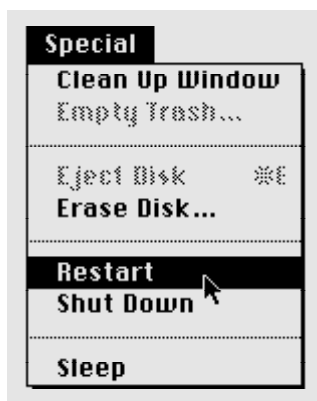 Special
Clean Up Window
Empty Trash...
Eject Disk ⌘E
Erase Disk...
Restart
Shut Down
Sleep